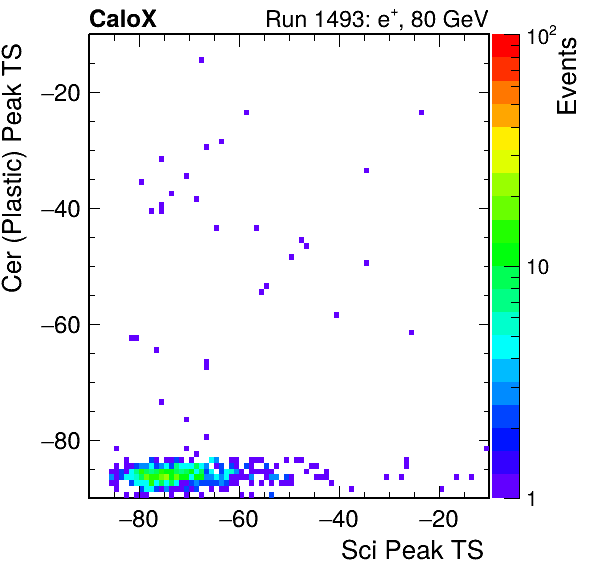 CaloX
Run 1493: e⁺, 80 GeV
Cer (Plastic) Peak TS
−20
−40
−60
−80
−80
−60
−40
−20
Sci Peak TS
10²
10
1
Events